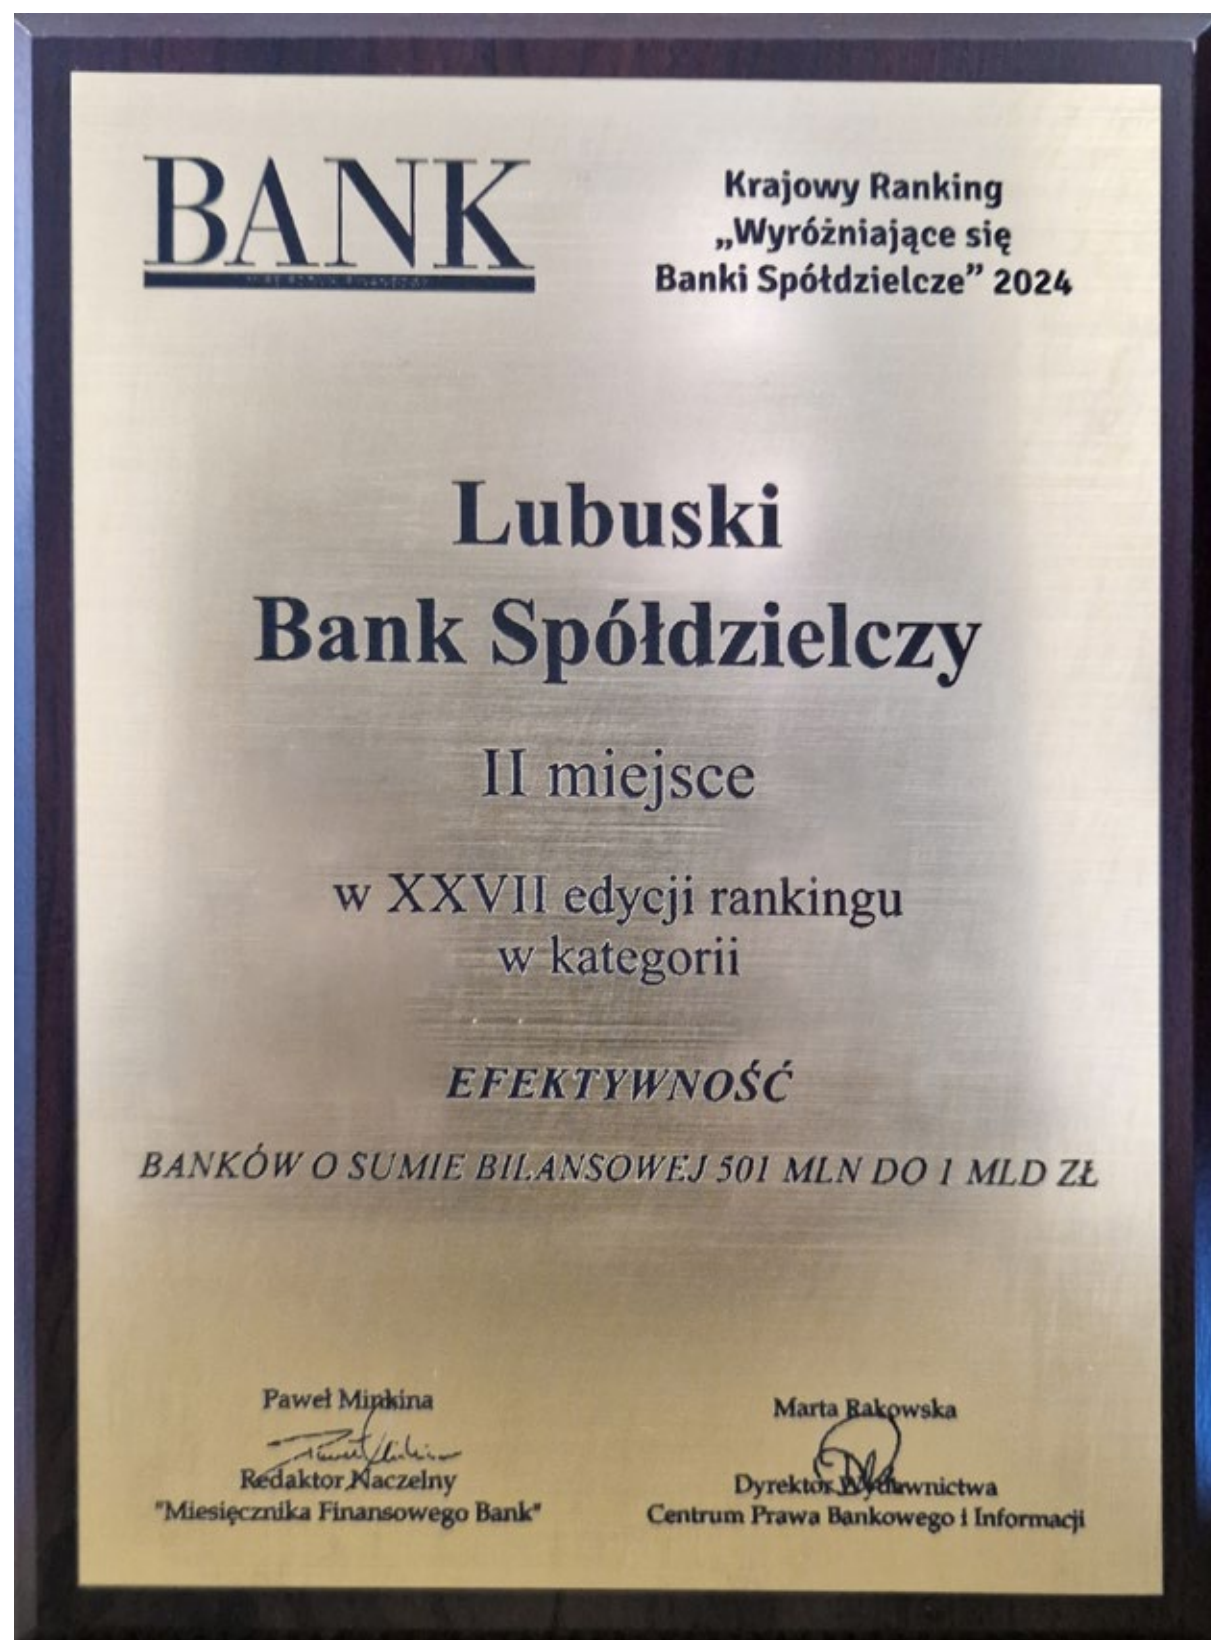 BANK
Krajowy Ranking
„Wyróżniające się
Banki Spółdzielcze” 2024
Lubuski
Bank Spółdzielczy
II miejsce
w XXVII edycji rankingu
w kategorii
EFEKTYWNOŚĆ
BANKÓW O SUMIE BILANSOWEJ 501 MLN DO 1 MLD ZŁ
Paweł Minkina
Redaktor Naczelny
"Miesięcznika Finansowego Bank"
Marta Rakowska
Dyrektor Wydawnictwa
Centrum Prawa Bankowego i Informacji